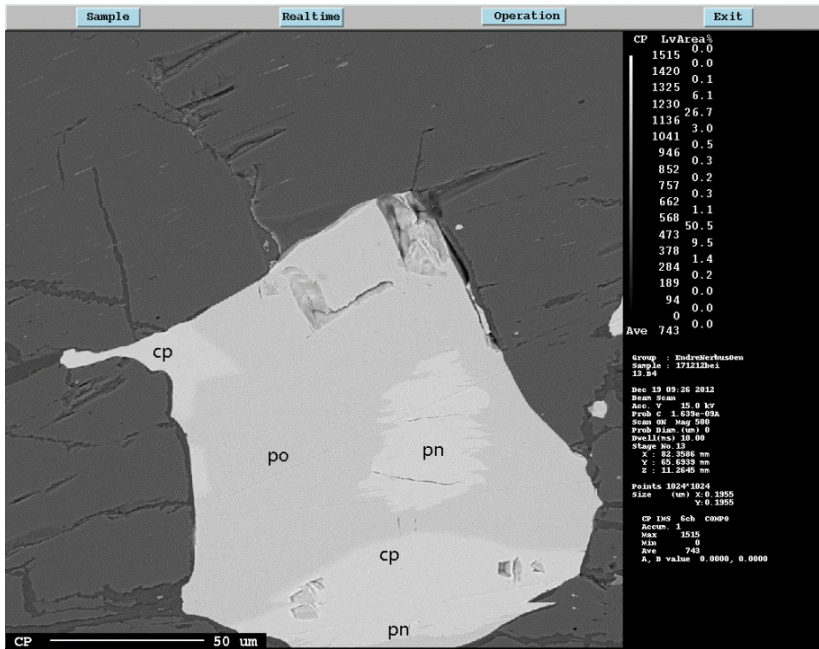 Sample Realtime Operation Exit
CP LvArea%
0.0
1515
0.0
1420
0.1
1325
6.1
1230
26.7
1136
3.0
1041
0.5
946
0.3
852
0.2
757
0.3
662
1.1
568
50.5
473
9.5
378
1.4
284
0.2
189
0.0
94
0.0
0
0.0
Ave 743
Group : EndreNerhusOen
Sample : 171212bei
13.B4
Dec 19 09:26 2012
Beam Scan
Acc. V 15.0 kV
Prob C 1.639e-09A
Scan ON Mag 500
Prob Diam.(um) 0
Dwell(ms) 10.00
Stage No.13
X : 82.3586 mm
Y : 65.6939 mm
Z : 11.2645 mm
Points 1024*1024
Size (um) X:0.1955
Y:0.1955
CP IMS 6ch COMPO
Accum. 1
Max 1515
Min 0
Ave 743
A, B value 0.0000, 0.0000
cp
po
pn
cp
pn
CP 50 um